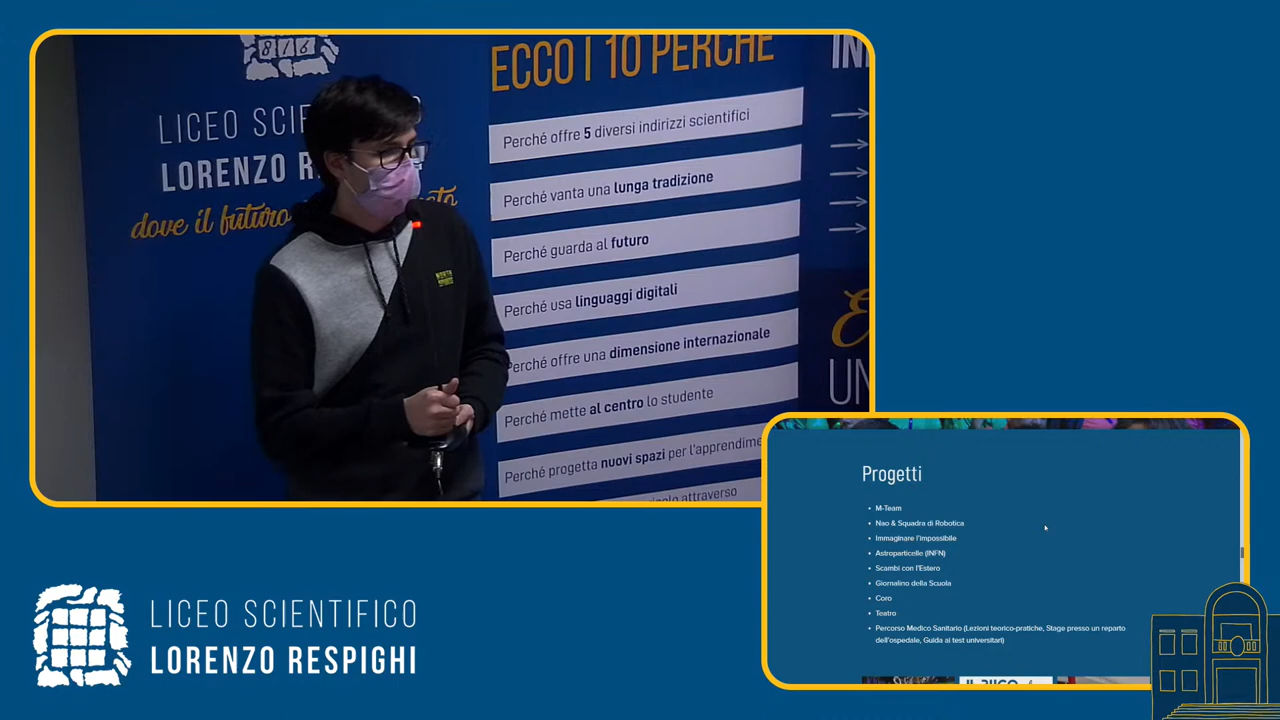 816
LICEO SCI
LORENZO R
dove il futuro
ECCO I 10 PERCHÉ
Perché offre 5 diversi indirizzi scientifici
Perché vanta una lunga tradizione
Perché guarda al futuro
Perché usa linguaggi digitali
Perché offre una dimensione internazionale
Perché mette al centro lo studente
Perché progetta nuovi spazi per l'apprendime
attraverso
IN
UN
Progetti
• M-Team
• Nao & Squadra di Robotica
• Immaginare l'impossibile
• Astroparticelle (INFN)
• Scambi con l'Estero
• Giornalino della Scuola
• Coro
• Teatro
• Percorso Medico Sanitario (Lezioni teorico-pratiche, Stage presso un reparto
dell'ospedale, Guida ai test universitari)
LICEO SCIENTIFICO
LORENZO RESPIGHI